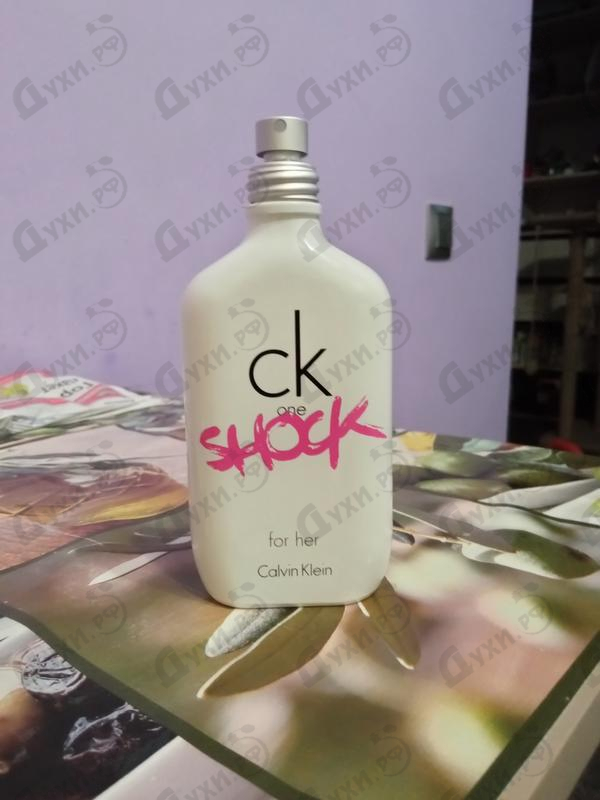 ck
one
SHOCK
for her
Calvin Klein
Духи.рф